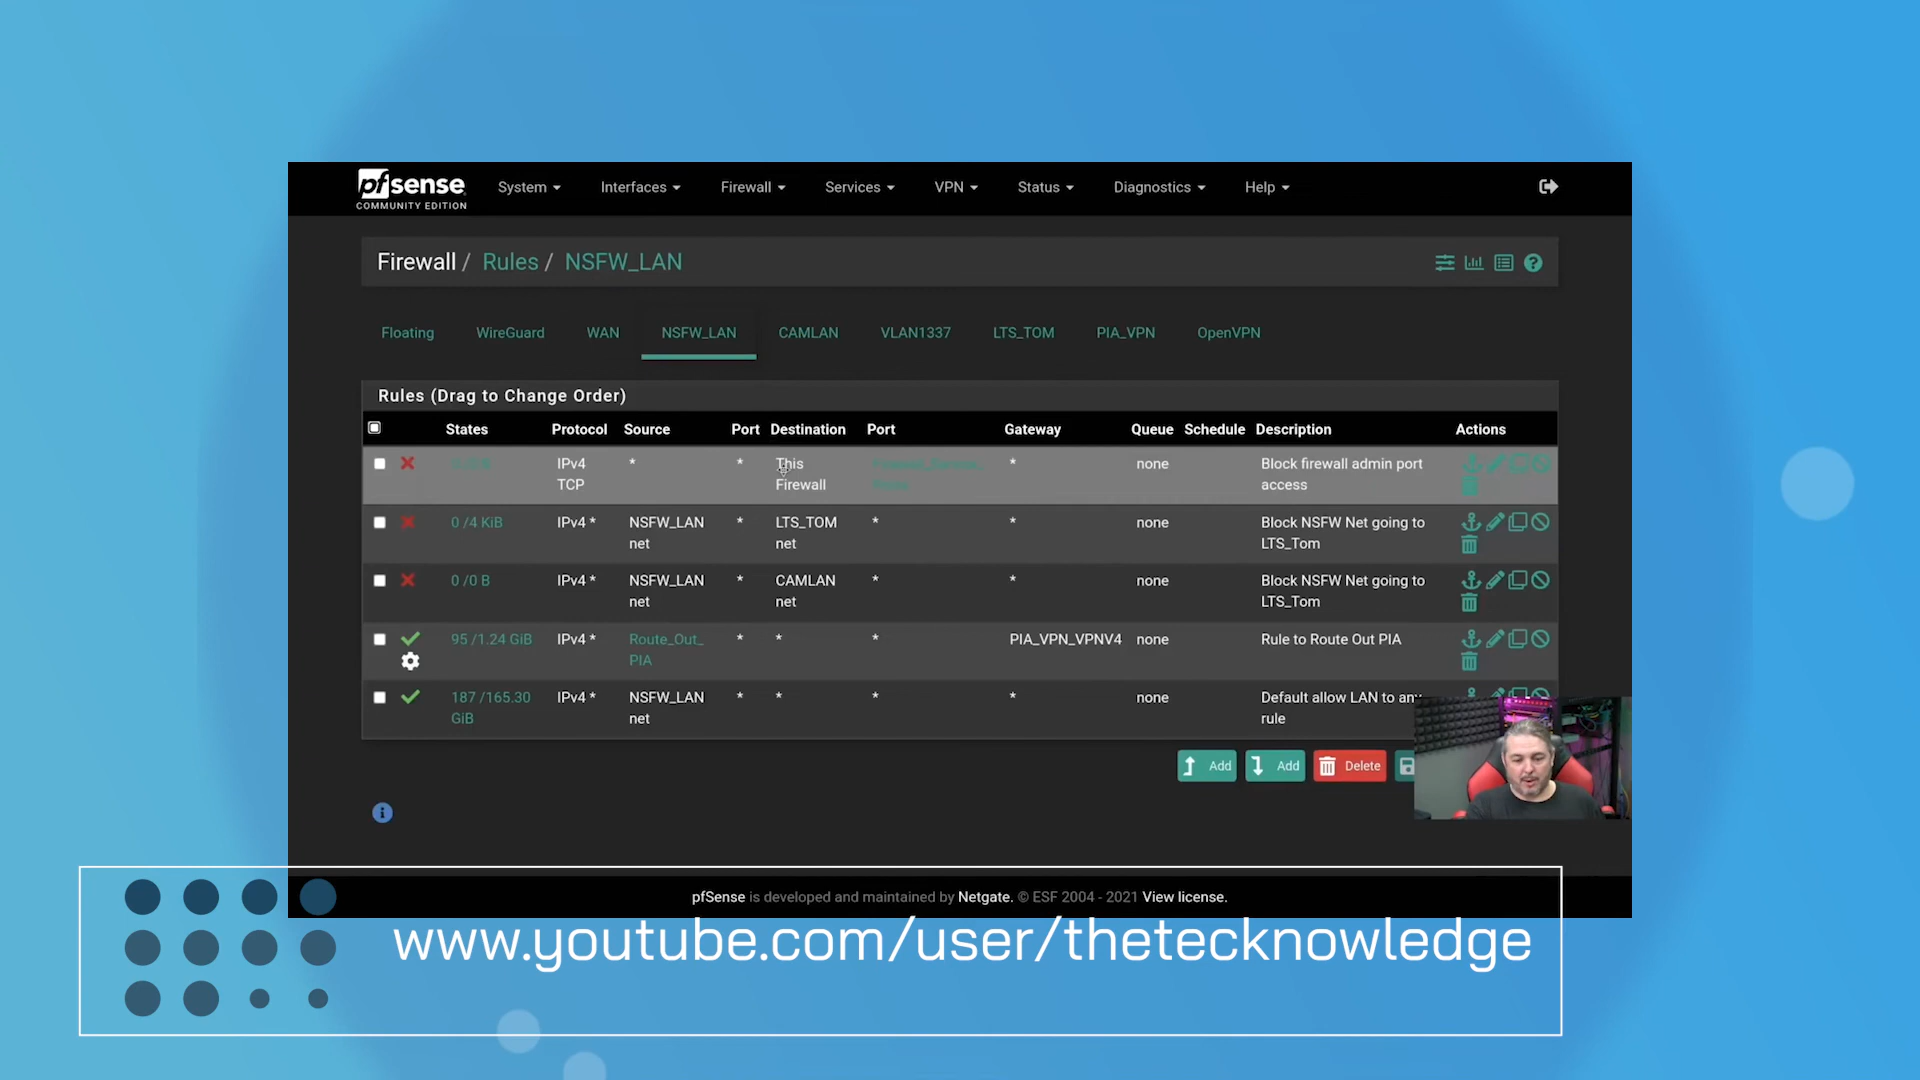 pfsense
COMMUNITY EDITION
System
Interfaces
Firewall
Services
VPN
Status
Diagnostics
Help
Firewall / Rules / NSFW_LAN
Floating
WireGuard
WAN
NSFW_LAN
CAMLAN
VLAN1337
LTS_TOM
PIA_VPN
OpenVPN
Rules (Drag to Change Order)
States Protocol Source Port Destination Port Gateway Queue Schedule Description Actions
IPv4 * * This * none Block firewall admin port
TCP Firewall access
0 /4 KiB IPv4 * NSFW_LAN * LTS_TOM * * none Block NSFW Net going to
net net LTS_Tom
0 /0 B IPv4 * NSFW_LAN * CAMLAN * * none Block NSFW Net going to
net net LTS_Tom
95 /1.24 GiB IPv4 * Route_Out_ * * * PIA_VPN_VPNV4 none Rule to Route Out PIA
PIA
187 /165.30 IPv4 * NSFW_LAN * * * * none Default allow LAN to any
GiB net rule
Add
Add
Delete
pfSense is developed and maintained by Netgate. © ESF 2004 - 2021 View license.
www.youtube.com/user/thetecknowledge